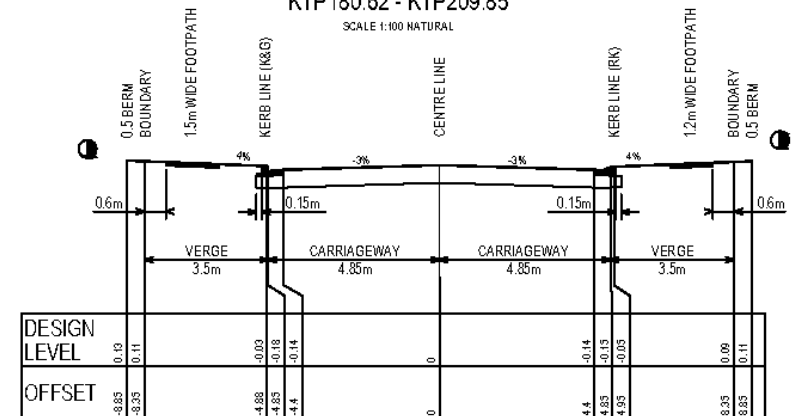 KTP180.62 - KTP209.85
SCALE 1:100 NATURAL
0.5 BERM
BOUNDARY
1.5m WIDE FOOTPATH
KERB LINE (K&G)
CENTRE LINE
KERB LINE (RK)
1.2m WIDE FOOTPATH
BOUNDARY
0.5 BERM
4%
-3%
-3%
4%
0.6m
0.15m
0.15m
0.6m
VERGE
3.5m
CARRIAGEWAY
4.85m
CARRIAGEWAY
4.85m
VERGE
3.5m
DESIGN
LEVEL
0.13
0.11
-0.03
-0.18
-0.14
0
-0.14
-0.15
-0.05
0.09
0.11
OFFSET
-8.85
-8.35
-4.88
-4.85
-4.4
0
4.4
4.85
4.95
8.35
8.85